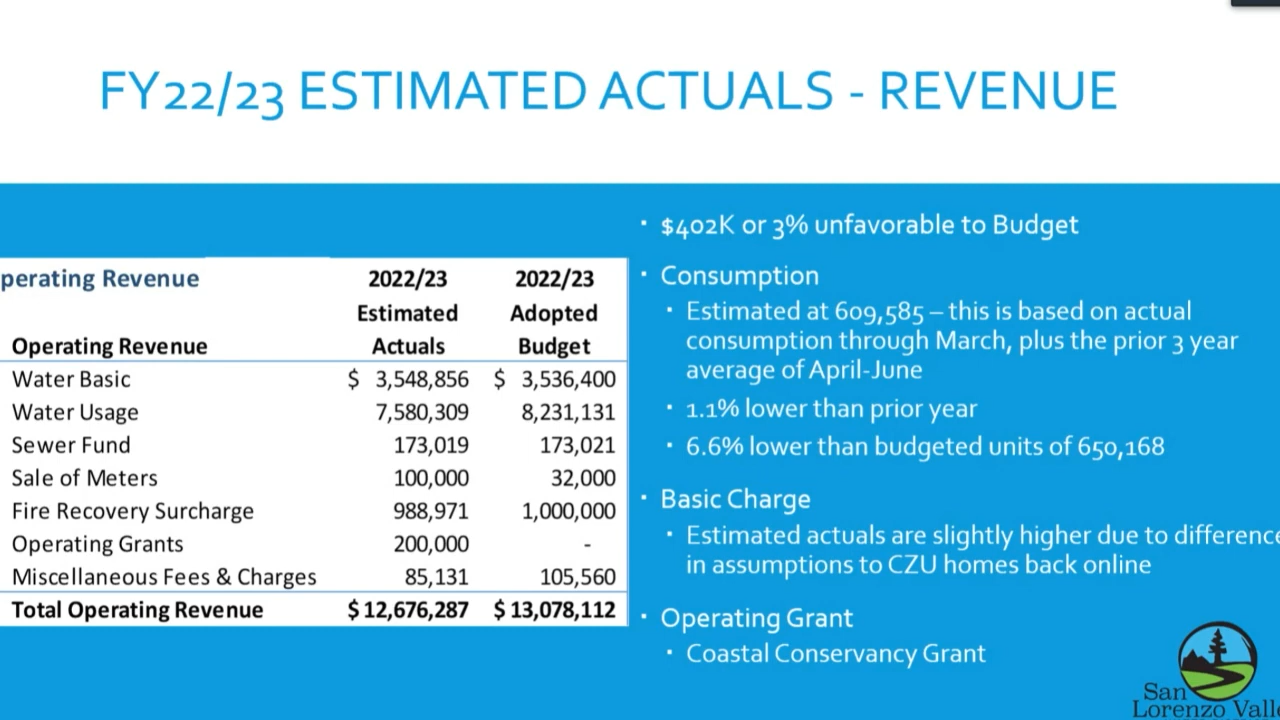 FY22/23 ESTIMATED ACTUALS - REVENUE
perating Revenue 2022/23 2022/23
Estimated Adopted
Operating Revenue Actuals Budget
Water Basic $ 3,548,856 $ 3,536,400
Water Usage 7,580,309 8,231,131
Sewer Fund 173,019 173,021
Sale of Meters 100,000 32,000
Fire Recovery Surcharge 988,971 1,000,000
Operating Grants 200,000 -
Miscellaneous Fees & Charges 85,131 105,560
Total Operating Revenue $12,676,287 $13,078,112
▪ $402K or 3% unfavorable to Budget
▪ Consumption
▪ Estimated at 609,585 – this is based on actual
consumption through March, plus the prior 3 year
average of April-June
▪ 1.1% lower than prior year
▪ 6.6% lower than budgeted units of 650,168
▪ Basic Charge
▪ Estimated actuals are slightly higher due to difference
in assumptions to CZU homes back online
▪ Operating Grant
▪ Coastal Conservancy Grant
San
Lorenzo Valle